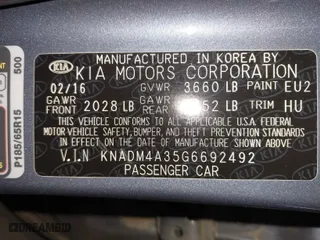 MANUFACTURED IN KOREA BY
KIA KIA MOTORS CORPORATION
02/16 GVWR 3660 LB PAINT EU2
GAWR FRONT 2028 LB GAWR REAR 52 LB TRIM HU
THIS VEHICLE CONFORMS TO ALL APPLICABLE U.S.A. FEDERAL
MOTOR VEHICLE SAFETY, BUMPER, AND THEFT PREVENTION
STANDARDS IN EFFECT ON THE DATE OF MANUFACTURE SHOWN ABOVE.
V.I.N KNADM4A35G6692492
PASSENGER CAR
P185/65R15 500